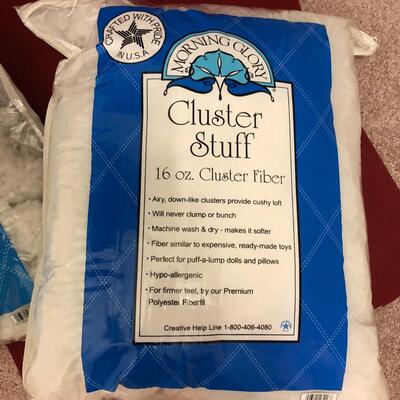 CRAFTED WITH PRIDE
IN U.S.A
MORNING GLORY
Cluster
Stuff
16 oz. Cluster Fiber
• Airy, down-like clusters provide cushy loft
• Will never clump or bunch
• Machine wash & dry - makes it softer
• Fiber similar to expensive, ready-made toys
• Perfect for puff-a-lump dolls and pillows
• Hypo-allergenic
• For firmer feel, try our Premium
Polyester Fiberfil
Creative Help Line 1-800-406-4080